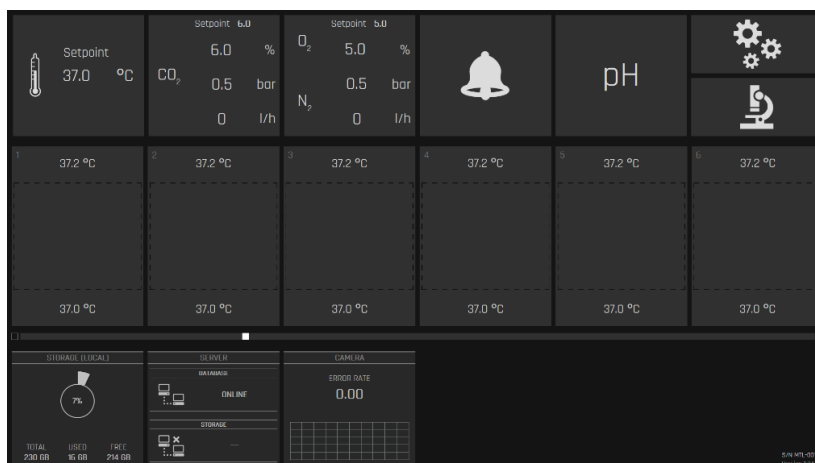 Setpoint
37.0 °C
Setpoint 6.0
CO₂
6.0 %
0.5 bar
0 l/h
Setpoint 5.0
O₂
5.0 %
N₂
0.5 bar
0 l/h
pH
1
37.2 °C
37.0 °C
2
37.2 °C
37.0 °C
3
37.2 °C
37.0 °C
4
37.2 °C
37.0 °C
5
37.2 °C
37.0 °C
6
37.2 °C
37.0 °C
STORAGE (LOCAL)
7%
TOTAL USED FREE
230 GB 16 GB 214 GB
SERVER
DATABASE
ONLINE
STORAGE
---
CAMERA
ERROR RATE
0.00
S/N MTL-00